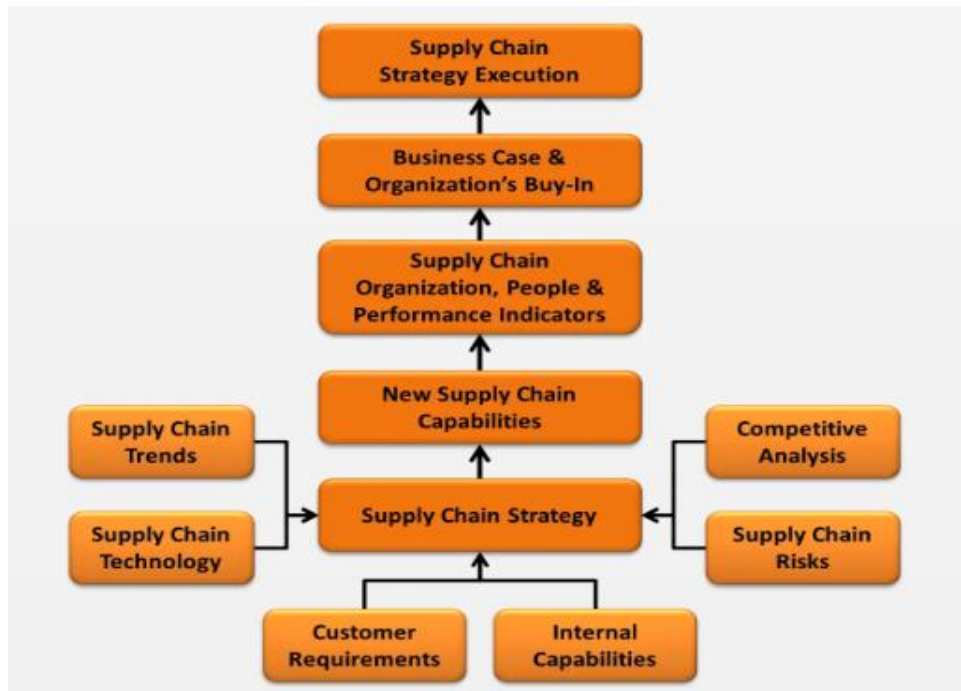 Supply Chain
Strategy Execution
Business Case &
Organization's Buy-In
Supply Chain
Organization, People &
Performance Indicators
New Supply Chain
Capabilities
Supply Chain
Trends
Competitive
Analysis
Supply Chain Strategy
Supply Chain
Technology
Supply Chain
Risks
Customer
Requirements
Internal
Capabilities